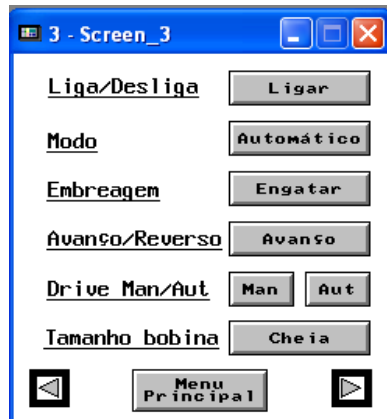 3 - Screen_3
Liga/Desliga Ligar
Modo Automático
Embreagem Engatar
Avanço/Reverso Avanço
Drive Man/Aut Man Aut
Tamanho bobina Cheia
Menu
Principal